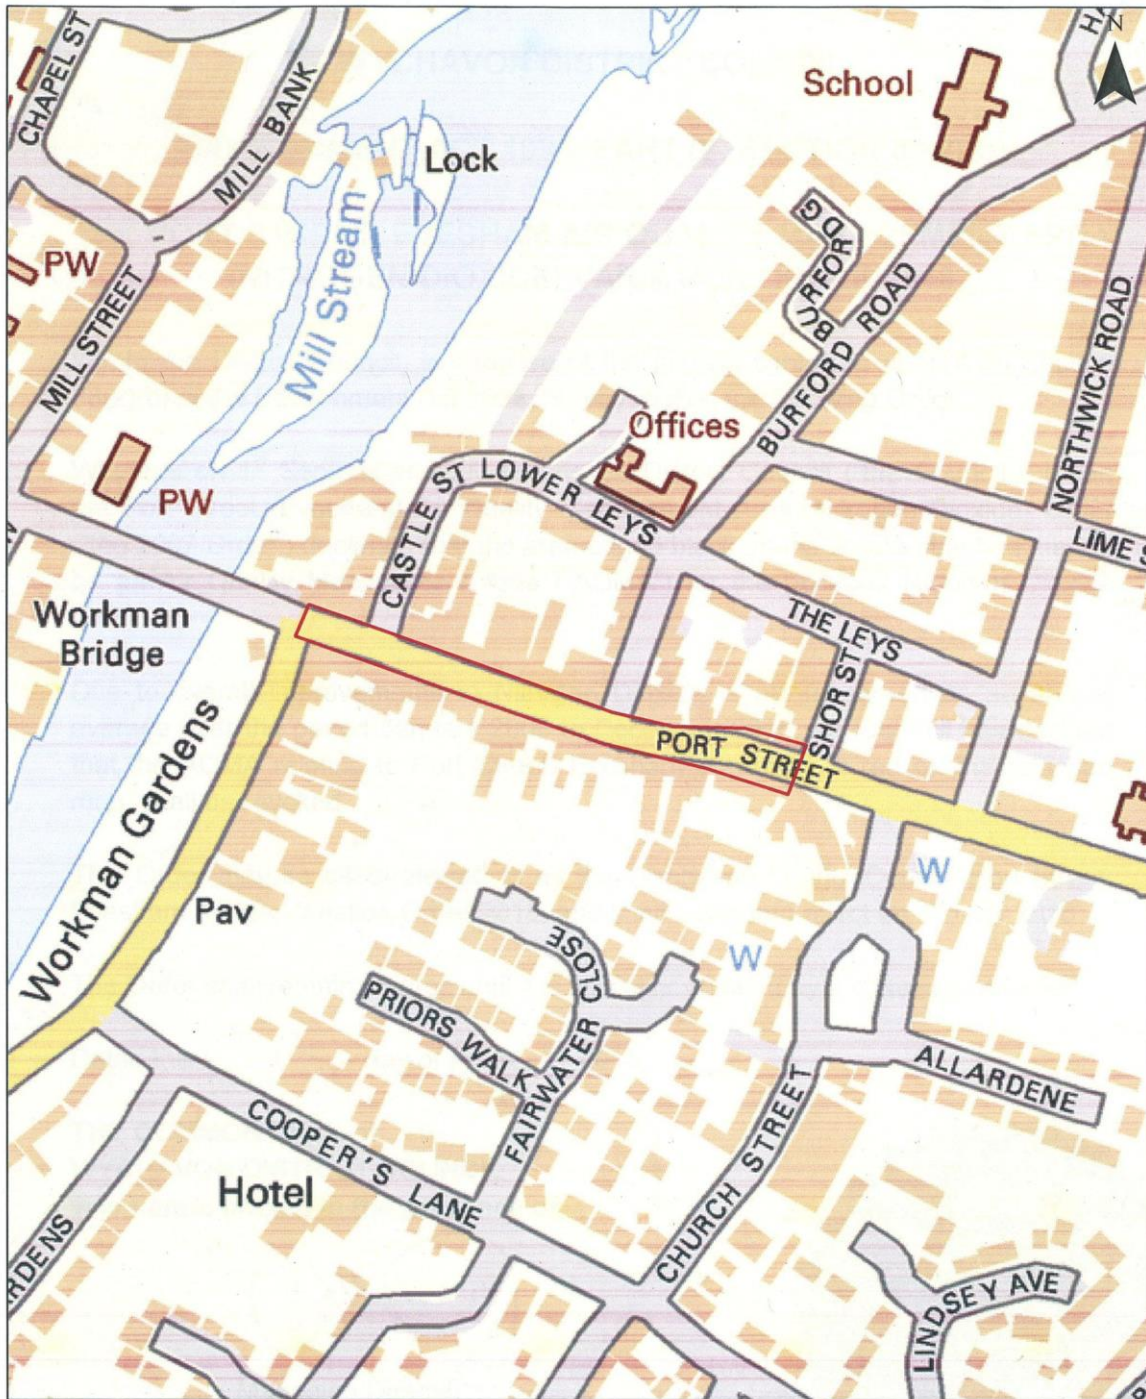 CHAPEL ST
MILL BANK
Lock
School
N
HA
PW
MILL STREET
Mill Stream
BURFORD G
BURFORD ROAD
NORTHWICK ROAD
Offices
PW
CASTLE ST
LOWER LEYS
LIME S
THE LEYS
Workman
Bridge
SHOR ST
PORT STREET
Workman Gardens
Pav
W
W
CLOSE
PRIORS WALK
FAIRWATER
ALLARDENE
COOPER'S LANE
Hotel
CHURCH STREET
RDENS
LINDSEY AVE